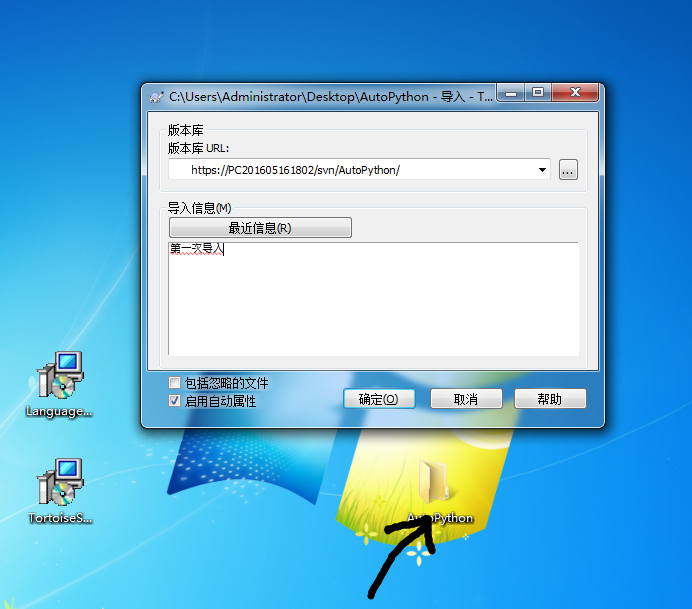 C:\Users\Administrator\Desktop\AutoPython - 导入 - T...
版本库
版本库 URL:
https://PC201605161802/svn/AutoPython/
...
导入信息(M)
最近信息(R)
第一次导入
包括忽略的文件
启用自动属性
确定(O)
取消
帮助
Language...
TortoiseS...
AutoPython